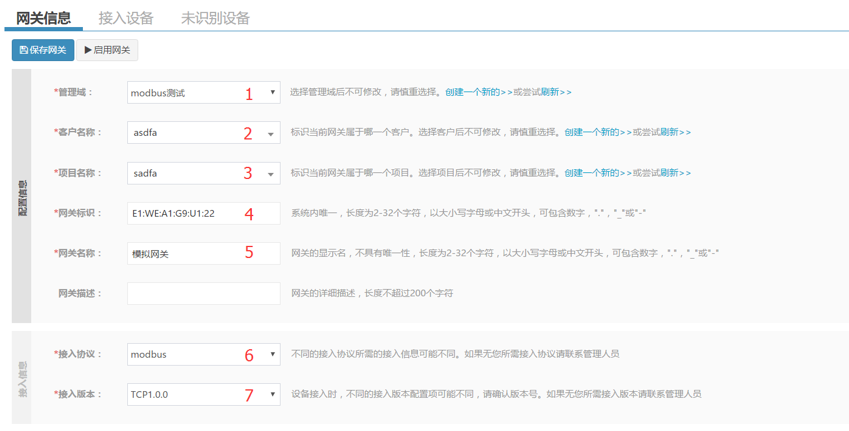 网关信息 接入设备 未识别设备
保存网关 启用网关
配置信息
*管理域： modbus测试 1 选择管理域后不可修改，请慎重选择。创建一个新的>>或尝试刷新>>
*客户名称： asdfa 2 标识当前网关属于哪一个客户。选择客户后不可修改，请慎重选择。创建一个新的>>或尝试刷新>>
*项目名称： sadfa 3 标识当前网关属于哪一个项目。选择项目后不可修改，请慎重选择。创建一个新的>>或尝试刷新>>
*网关标识： E1:WE:A1:G9:U1:22 4 系统内唯一，长度为2-32个字符，以大小写字母或中文开头，可包含数字，"."，"_"或"-"
*网关名称： 模拟网关 5 网关的显示名，不具有唯一性，长度为2-32个字符，以大小写字母或中文开头，可包含数字，"."，"_"或"-"
网关描述： 网关的详细描述，长度不超过200个字符
接入信息
*接入协议： modbus 6 不同的接入协议所需的接入信息可能不同。如果无您所需接入协议请联系管理人员
*接入版本： TCP1.0.0 7 设备接入时，不同的接入版本配置项可能不同，请确认版本号。如果无您所需接入版本请联系管理人员